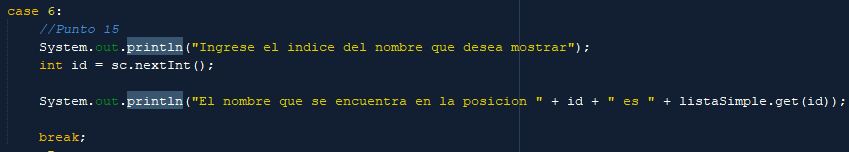 case 6:
//Punto 15
System.out.println("Ingrese el indice del nombre que desea mostrar");
int id = sc.nextInt();
System.out.println("El nombre que se encuentra en la posicion " + id + " es " + listaSimple.get(id));
break;